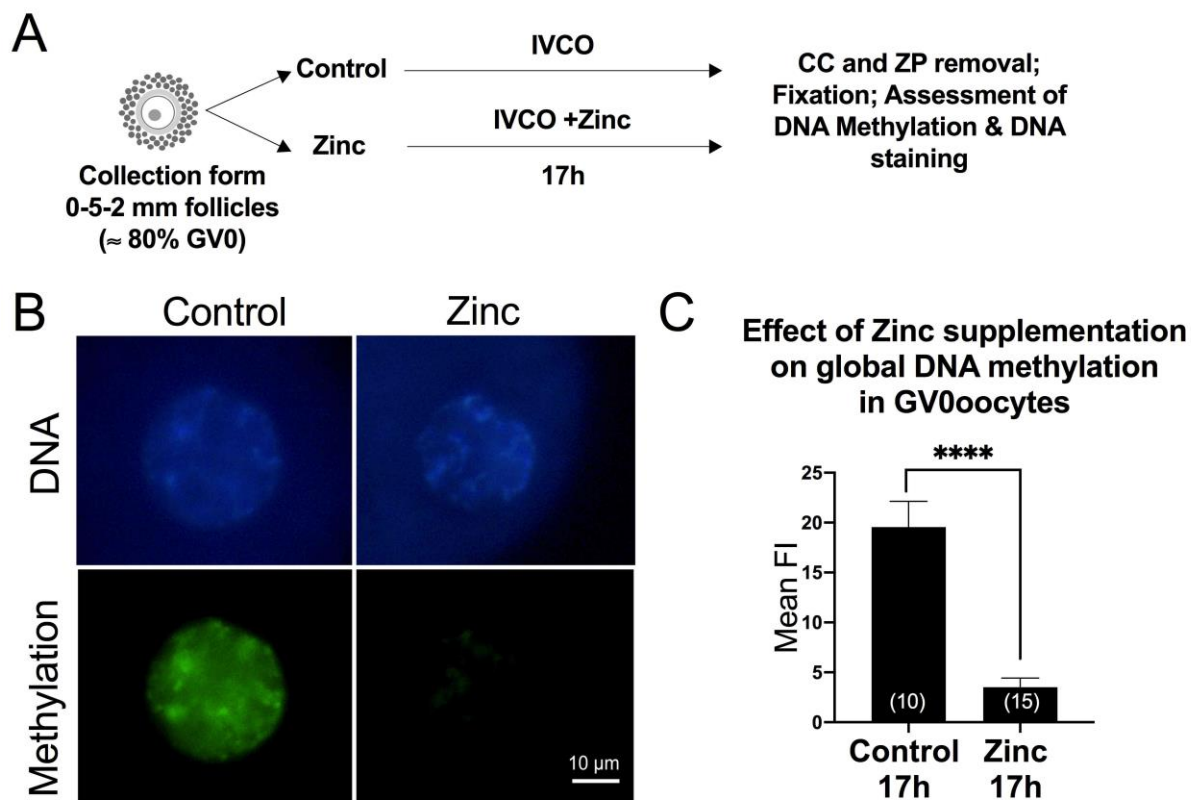 A
Control
IVCO
Zinc
IVCO +Zinc
17h
Collection form
0-5-2 mm follicles
(≈ 80% GV0)
CC and ZP removal;
Fixation; Assessment of
DNA Methylation & DNA
staining
B
Control
Zinc
DNA
Methylation
10 µm
C
Effect of Zinc supplementation
on global DNA methylation
in GV0oocytes
****
Mean FI
25
20
15
10
5
0
(10)
(15)
Control
17h
Zinc
17h